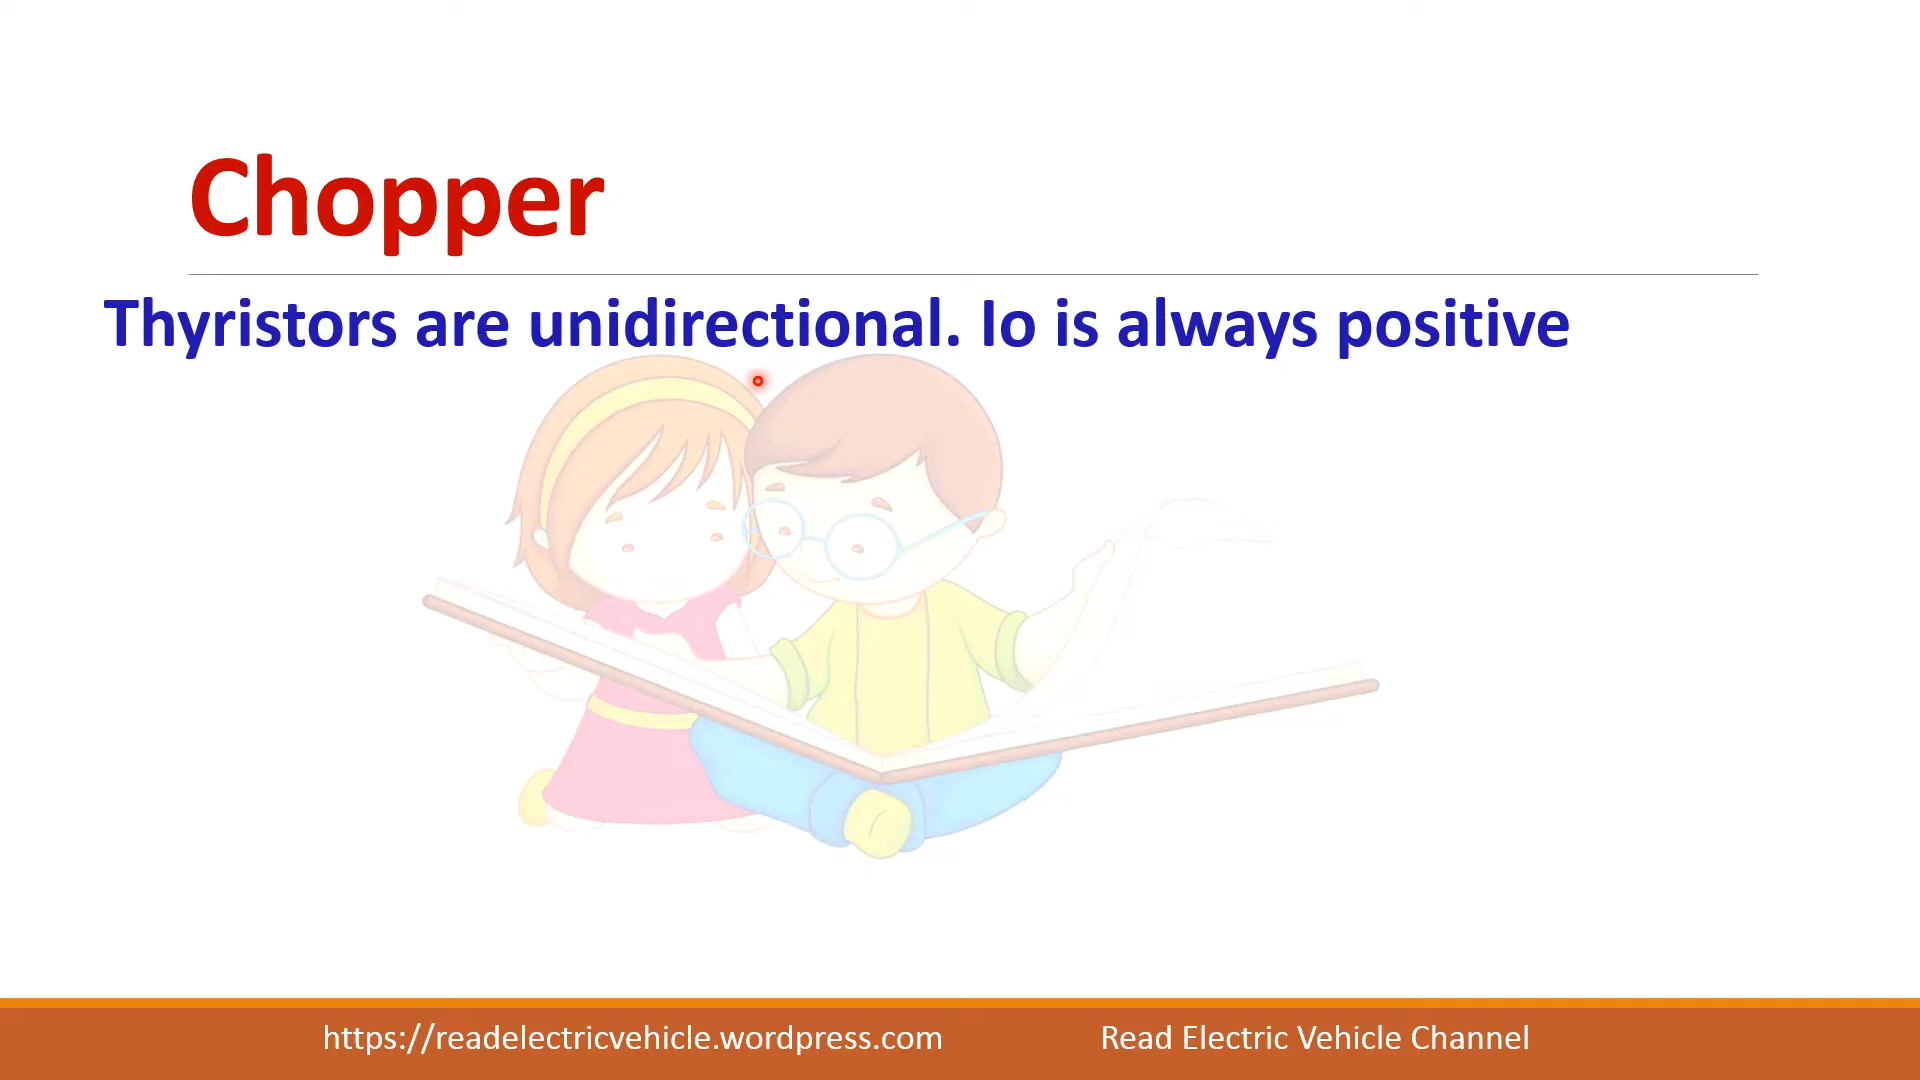 Chopper
Thyristors are unidirectional. Io is always positive
https://readelectricvehicle.wordpress.com Read Electric Vehicle Channel